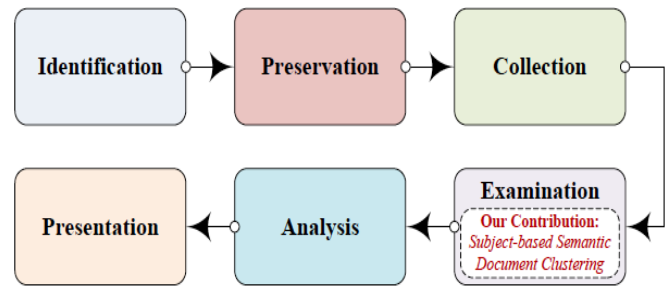 Identification
Preservation
Collection
Examination
Our Contribution:
Subject-based Semantic
Document Clustering
Analysis
Presentation